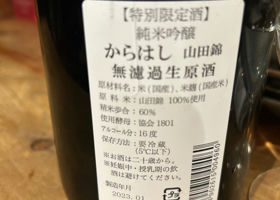 【特別限定酒】
純米吟醸
からはし 山田錦
無濾過生原酒
原材料名：米（国産）、米麹（国産米）
原料米：山田錦 100％使用
精米歩合：60％
使用酵母：協会 1801
アルコール分：16度
保存方法：要冷蔵
（5℃以下）
※お酒は二十歳から。
※妊娠中・授乳期の飲
酒は避けてください。
製造年月
2023.01